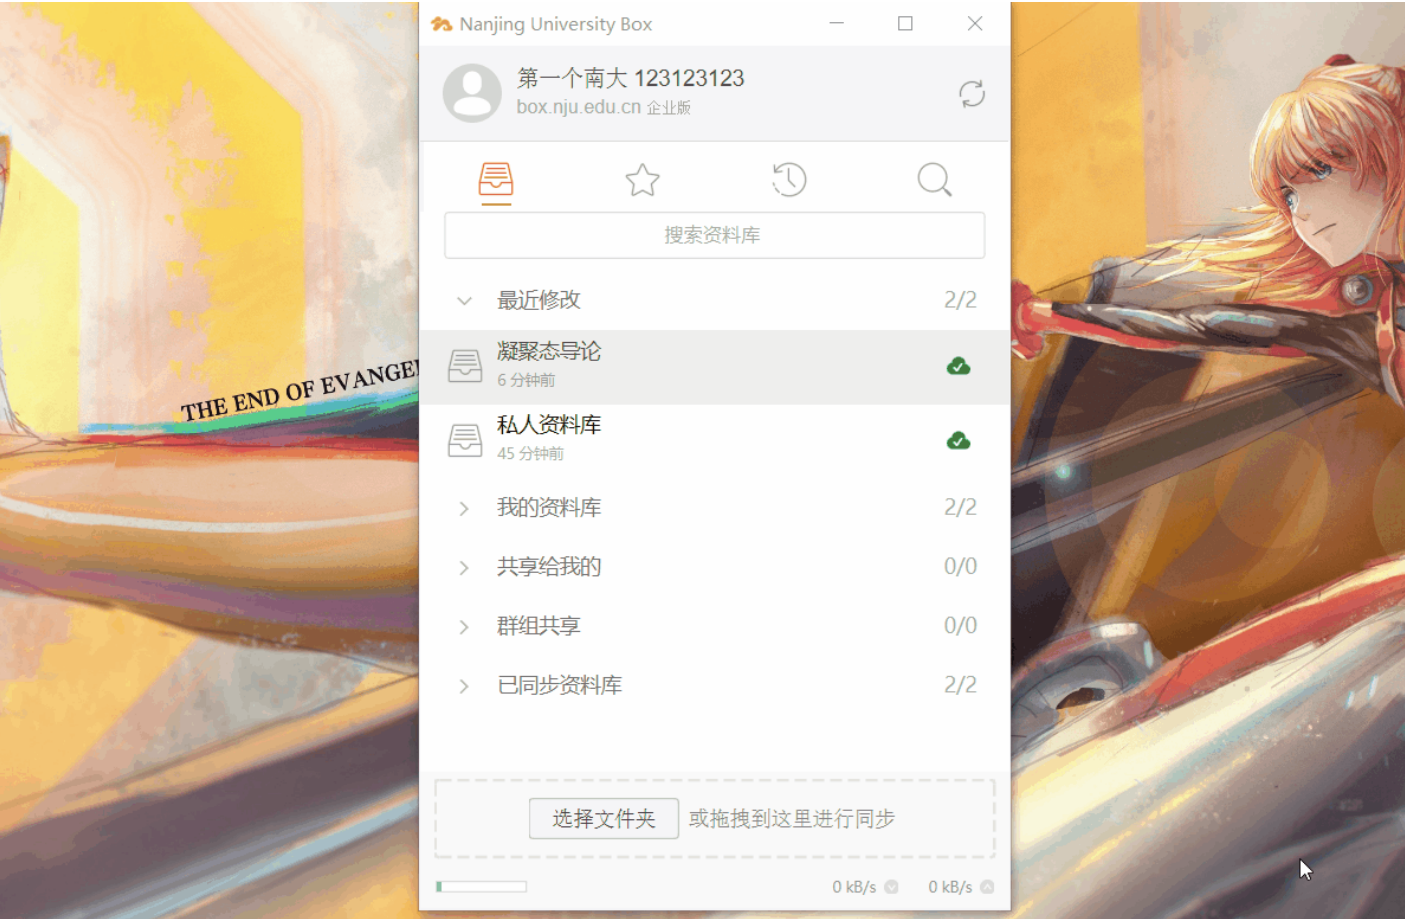 Nanjing University Box
第一个南大 123123123
box.nju.edu.cn 企业版
搜索资料库
最近修改 2/2
凝聚态导论
6 分钟前
THE END OF EVANGE
私人资料库
45 分钟前
我的资料库 2/2
共享给我的 0/0
群组共享 0/0
已同步资料库 2/2
选择文件夹 或拖拽到这里进行同步
0 kB/s 0 kB/s